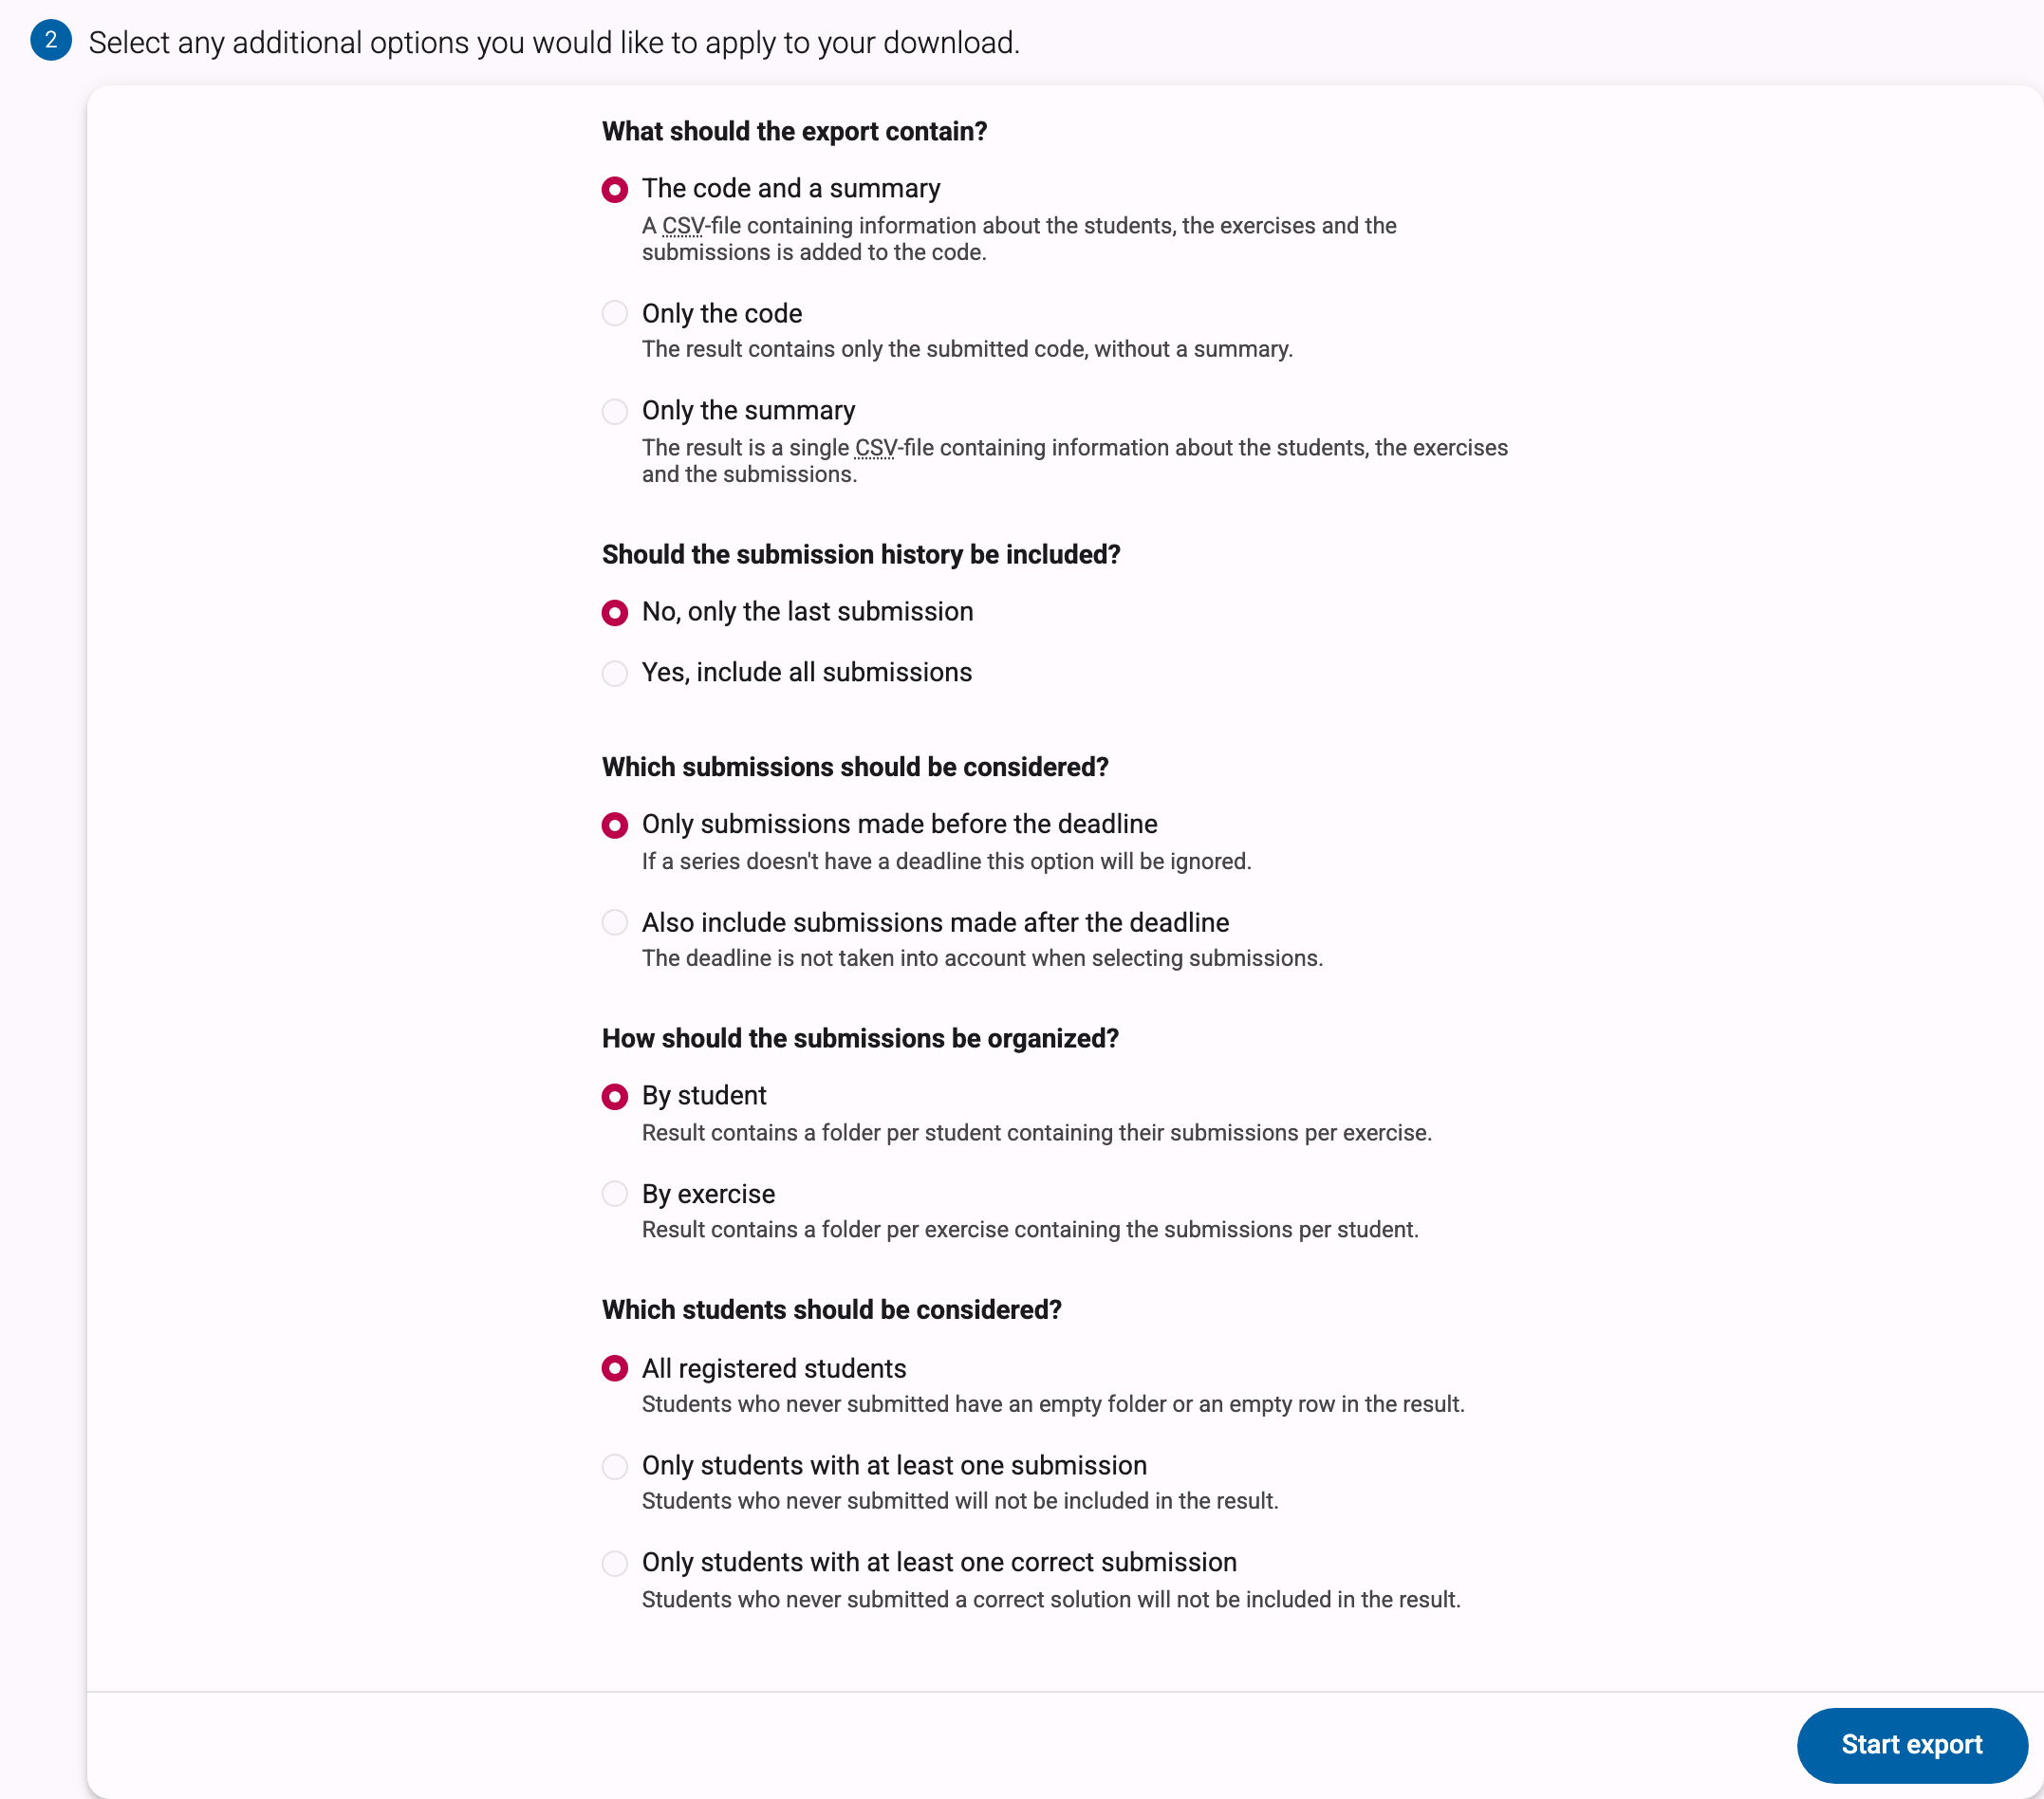 2 Select any additional options you would like to apply to your download.
What should the export contain?
The code and a summary
A CSV-file containing information about the students, the exercises and the
submissions is added to the code.
Only the code
The result contains only the submitted code, without a summary.
Only the summary
The result is a single CSV-file containing information about the students, the exercises
and the submissions.
Should the submission history be included?
No, only the last submission
Yes, include all submissions
Which submissions should be considered?
Only submissions made before the deadline
If a series doesn't have a deadline this option will be ignored.
Also include submissions made after the deadline
The deadline is not taken into account when selecting submissions.
How should the submissions be organized?
By student
Result contains a folder per student containing their submissions per exercise.
By exercise
Result contains a folder per exercise containing the submissions per student.
Which students should be considered?
All registered students
Students who never submitted have an empty folder or an empty row in the result.
Only students with at least one submission
Students who never submitted will not be included in the result.
Only students with at least one correct submission
Students who never submitted a correct solution will not be included in the result.
Start export